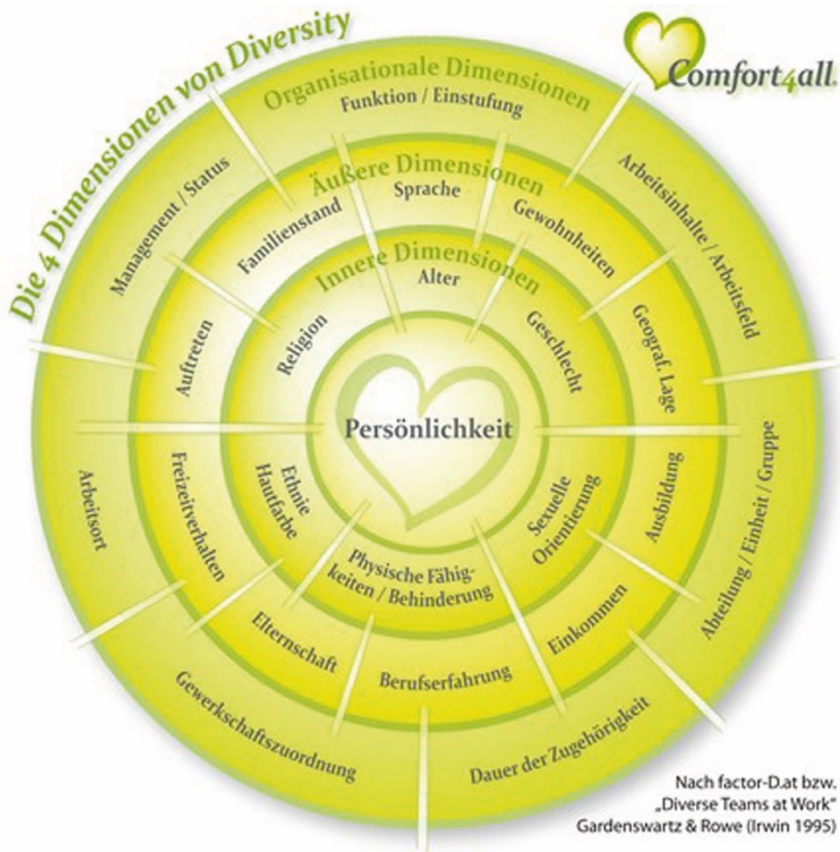 Die 4 Dimensionen von Diversity
Comfort4all.
Organisationale Dimensionen
Funktion / Einstufung
Arbeitsinhalte / Arbeitsfeld
Abteilung / Einheit / Gruppe
Dauer der Zugehörigkeit
Gewerkschaftszuordnung
Arbeitsort
Management / Status
Äußere Dimensionen
Sprache
Gewohnheiten
Geograf. Lage
Ausbildung
Einkommen
Berufserfahrung
Elternschaft
Freizeitverhalten
Auftreten
Familienstand
Innere Dimensionen
Alter
Geschlecht
Sexuelle
Orientierung
Physische Fähig-
keiten / Behinderung
Ethnie
Hautfarbe
Religion
Persönlichkeit
Nach factor-D.at bzw.
„Diverse Teams at Work“
Gardenswartz & Rowe (Irwin 1995)